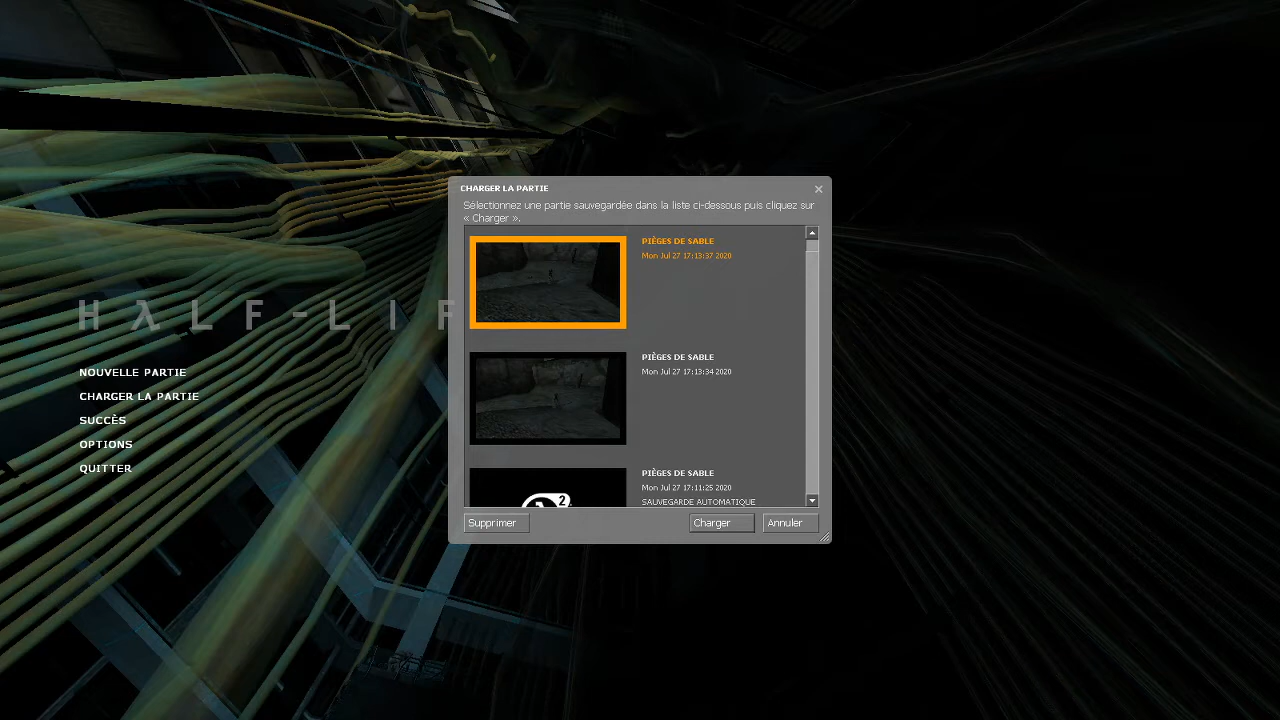 CHARGER LA PARTIE
Sélectionnez une partie sauvegardée dans la liste ci-dessous puis cliquez sur
« Charger ».
PIÈGES DE SABLE
Mon Jul 27 17:13:37 2020
PIÈGES DE SABLE
Mon Jul 27 17:13:34 2020
PIÈGES DE SABLE
Mon Jul 27 17:11:25 2020
SAUVEGARDE AUTOMATIQUE
2
Supprimer
Charger
Annuler
HλLF-LIF
NOUVELLE PARTIE
CHARGER LA PARTIE
SUCCÈS
OPTIONS
QUITTER